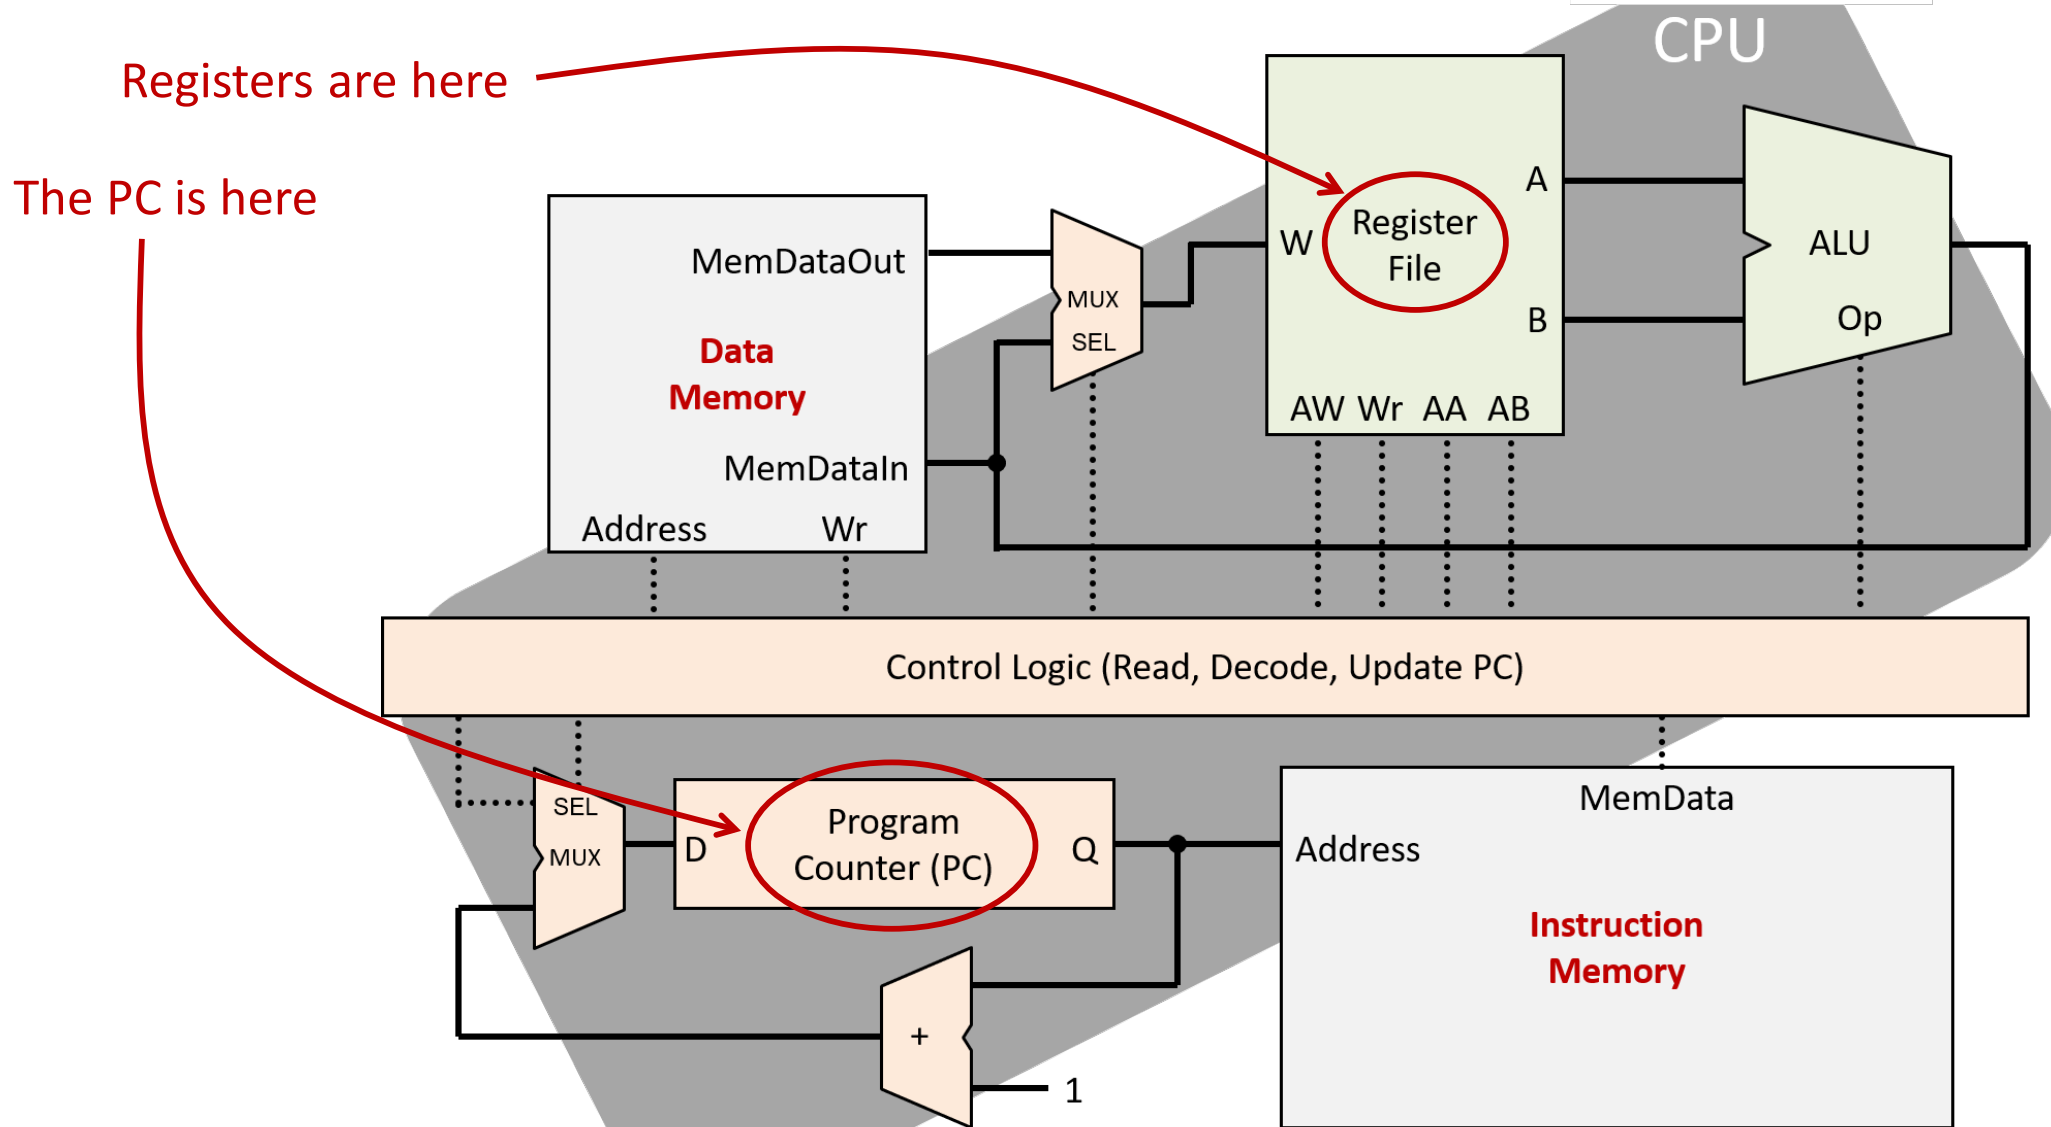 CPU
Registers are here
The PC is here
MemDataOut
Data
Memory
MemDataIn
Address Wr
MUX
SEL
W
Register
File
A
B
AW Wr AA AB
ALU
Op
Control Logic (Read, Decode, Update PC)
SEL
MUX
D
Program
Counter (PC)
Q
MemData
Address
Instruction
Memory
+
1